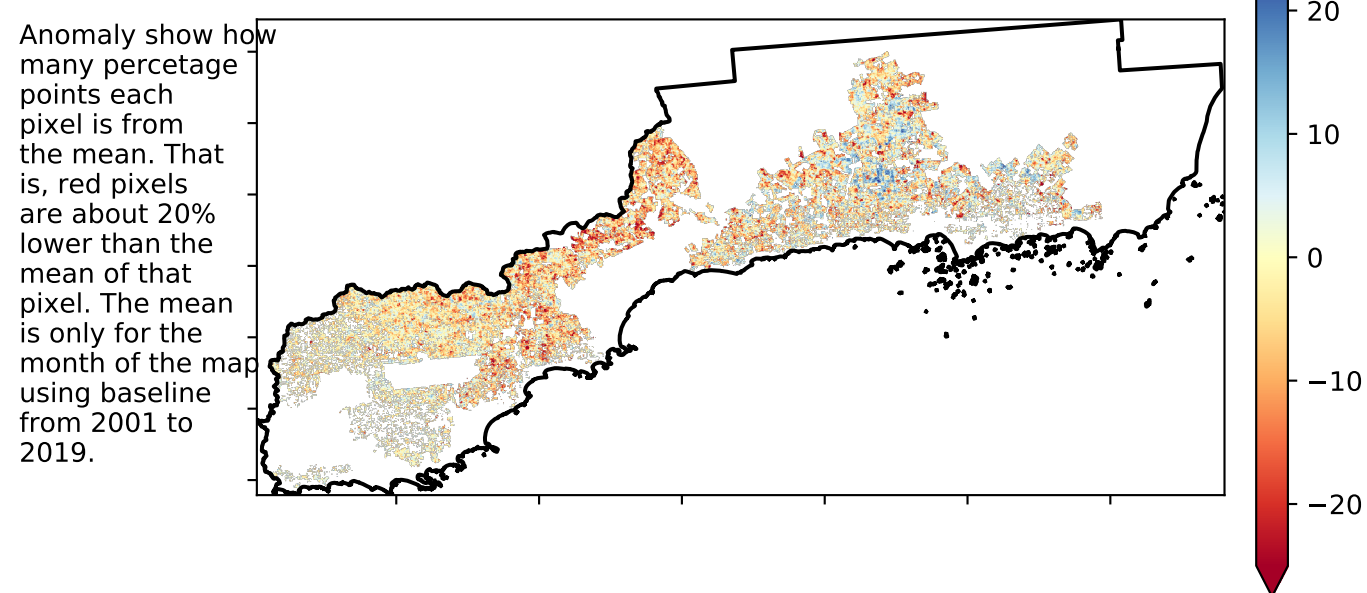 Anomaly show how
many percetage
points each
pixel is from
the mean. That
is, red pixels
are about 20%
lower than the
mean of that
pixel. The mean
is only for the
month of the map
using baseline
from 2001 to
2019.
20
10
0
−10
−20